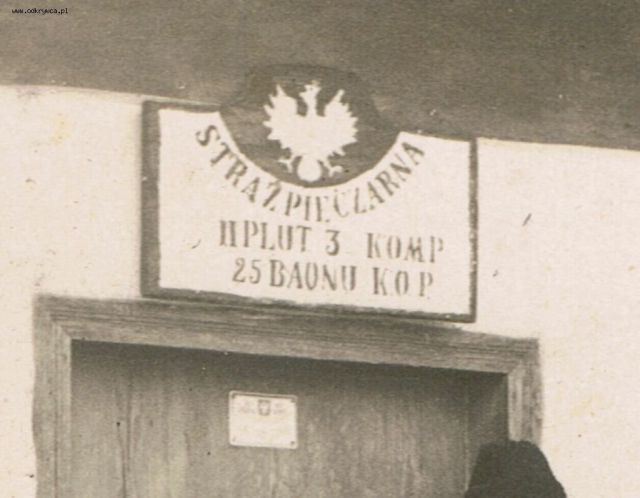 www.odkrywca.pl
STRAŻ PIECZARNA
II PLUT 3 KOMP
25 BAONU K.O.P.